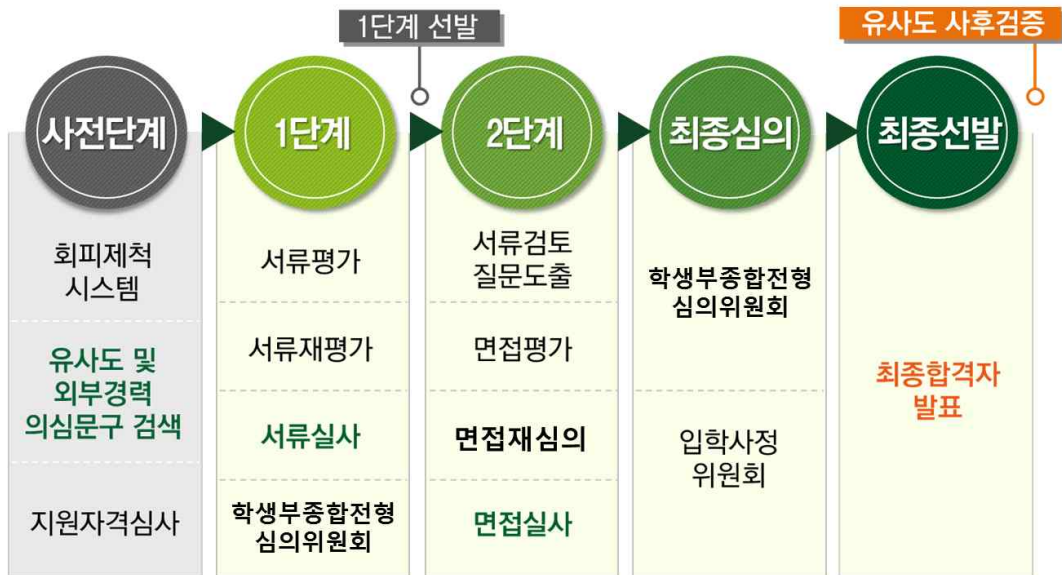 1단계 선발
유사도 사후검증
사전단계
1단계
2단계
최종심의
최종선발
회피제척
시스템
유사도 및
외부경력
의심문구 검색
지원자격심사
서류평가
서류재평가
서류실사
학생부종합전형
심의위원회
서류검토
질문도출
면접평가
면접재심의
면접실사
학생부종합전형
심의위원회
입학사정
위원회
최종합격자
발표